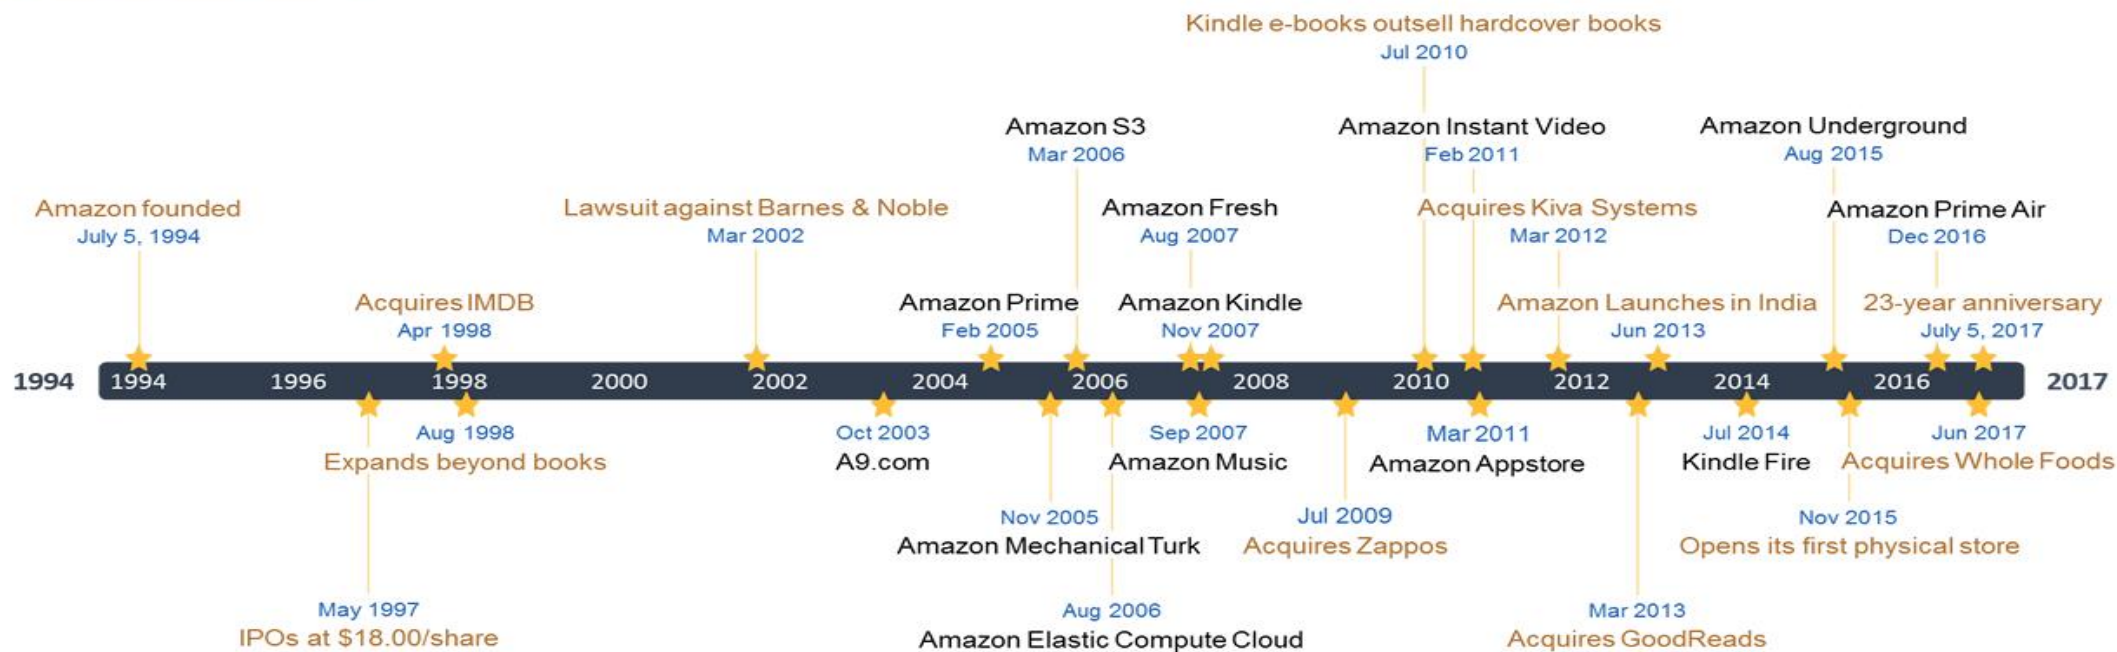 Kindle e-books outsell hardcover books
Jul 2010
Amazon S3
Mar 2006
Amazon Instant Video
Feb 2011
Amazon Underground
Aug 2015
Amazon founded
July 5, 1994
Lawsuit against Barnes & Noble
Mar 2002
Amazon Fresh
Aug 2007
Acquires Kiva Systems
Mar 2012
Amazon Prime Air
Dec 2016
Acquires IMDB
Apr 1998
Amazon Prime
Feb 2005
Amazon Kindle
Nov 2007
Amazon Launches in India
Jun 2013
23-year anniversary
July 5, 2017
1994 1994 1996 1998 2000 2002 2004 2006 2008 2010 2012 2014 2016 2017
Aug 1998
Expands beyond books
Oct 2003
A9.com
Sep 2007
Amazon Music
Mar 2011
Amazon Appstore
Jul 2014
Kindle Fire
Jun 2017
Acquires Whole Foods
Nov 2005
Amazon Mechanical Turk
Jul 2009
Acquires Zappos
Nov 2015
Opens its first physical store
May 1997
IPOs at $18.00/share
Aug 2006
Amazon Elastic Compute Cloud
Mar 2013
Acquires GoodReads